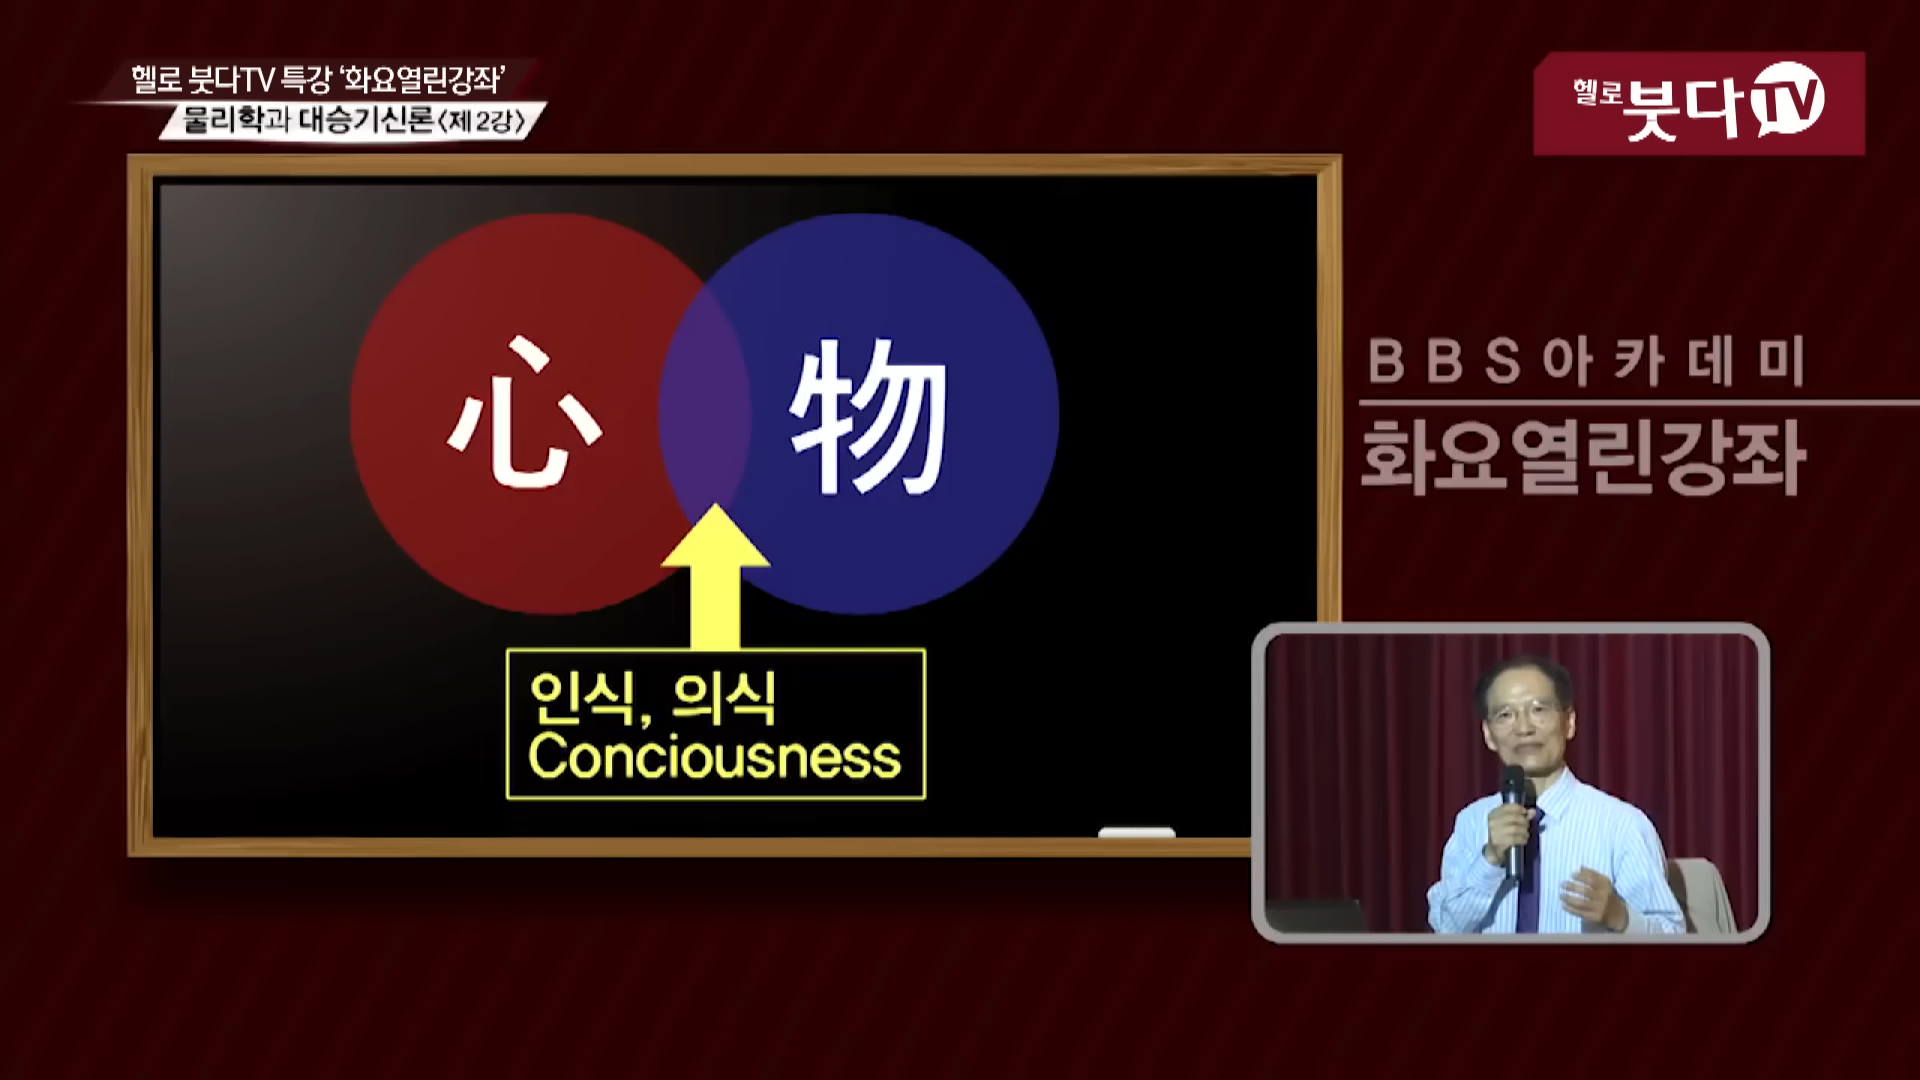 헬로 붓다TV 특강 ‘화요열린강좌’
물리학과 대승기신론〈제2강〉
헬로붓다TV
心
物
인식, 의식
Conciousness
BBS아카데미
화요열린강좌